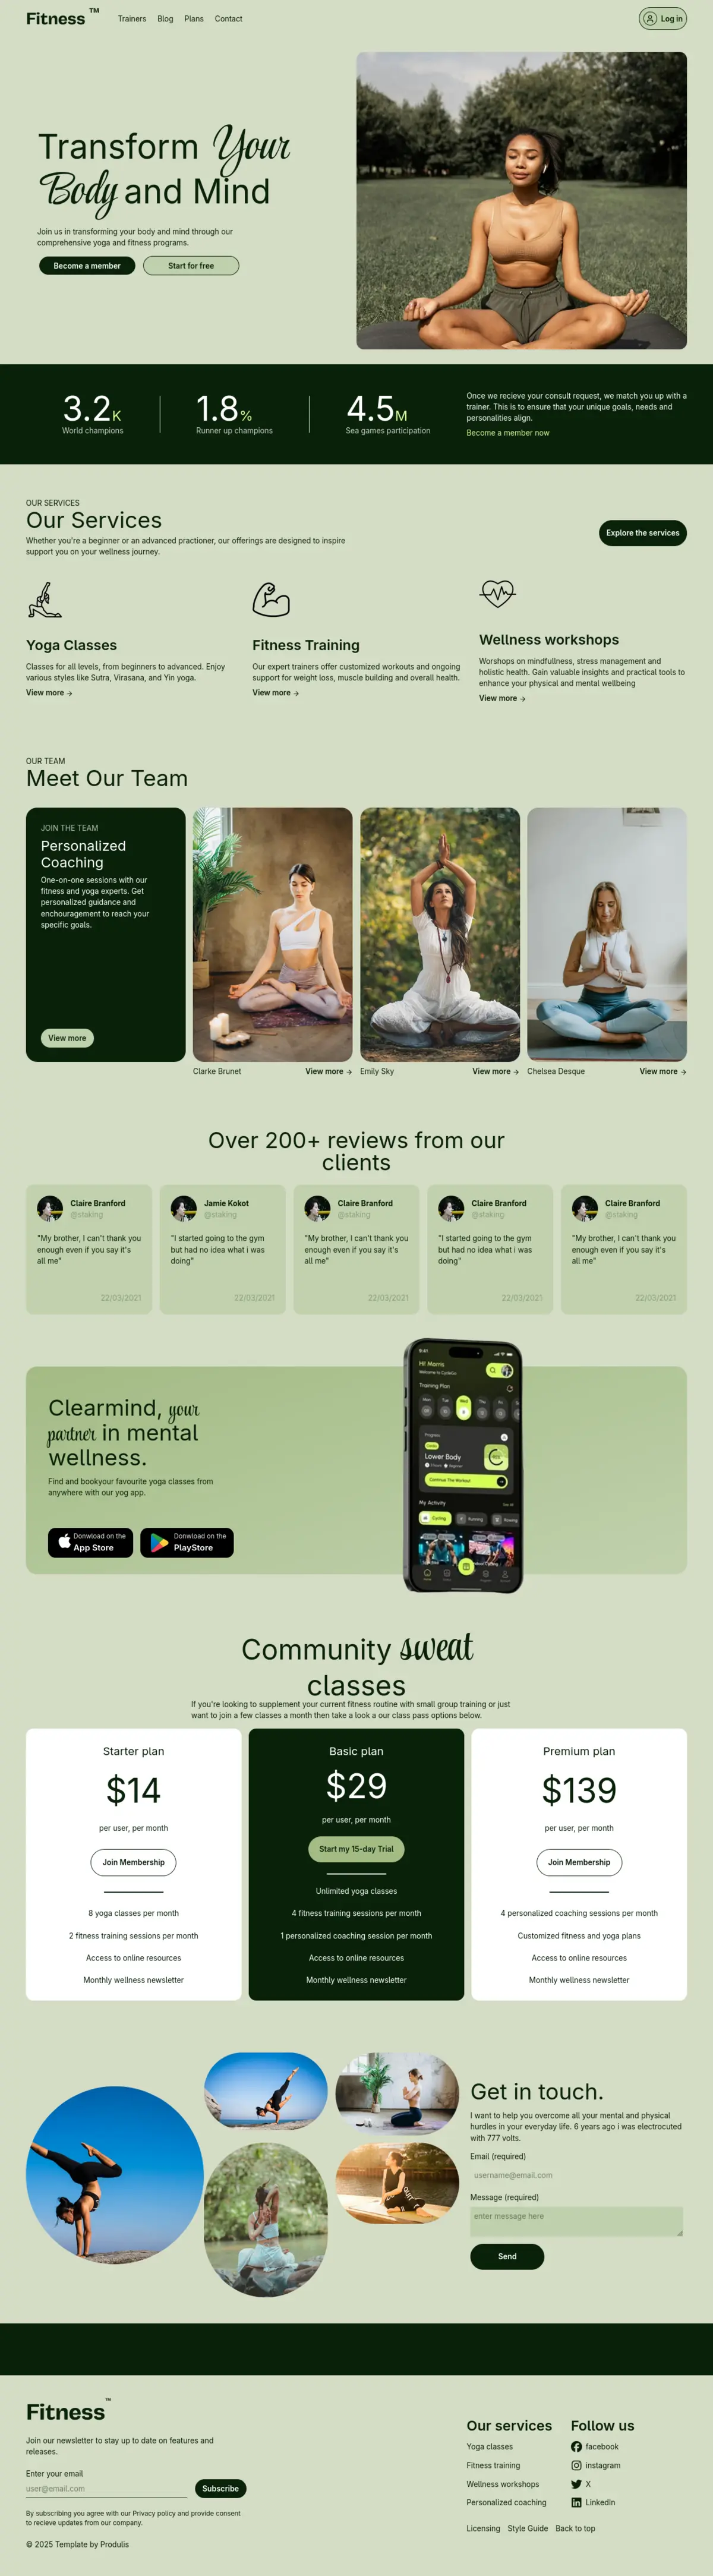 Fitness ™
Trainers Blog Plans Contact
Log in
Transform Your
Body and Mind
Join us in transforming your body and mind through our
comprehensive yoga and fitness programs.
Become a member
Start for free
3.2K
World champions
1.8%
Runner up champions
4.5M
Sea games participation
Once we recieve your consult request, we match you up with a
trainer. This is to ensure that your unique goals, needs and
personalities align.
Become a member now
OUR SERVICES
Our Services
Whether you're a beginner or an advanced practioner, our offerings are designed to inspire
support you on your wellness journey.
Explore the services
Yoga Classes
Classes for all levels, from beginners to advanced. Enjoy
various styles like Sutra, Virasana, and Yin yoga.
View more →
Fitness Training
Our expert trainers offer customized workouts and ongoing
support for weight loss, muscle building and overall health.
View more →
Wellness workshops
Worshops on mindfullness, stress management and
holistic health. Gain valuable insights and practical tools to
enhance your physical and mental wellbeing
View more →
OUR TEAM
Meet Our Team
JOIN THE TEAM
Personalized
Coaching
One-on-one sessions with our
fitness and yoga experts. Get
personalized guidance and
enchouragement to reach your
specific goals.
View more
Clarke Brunet View more →
Emily Sky View more →
Chelsea Desque View more →
Over 200+ reviews from our
clients
Claire Branford
@staking
"My brother, I can't thank you
enough even if you say it's
all me"
22/03/2021
Jamie Kokot
@staking
"I started going to the gym
but had no idea what i was
doing"
22/03/2021
Claire Branford
@staking
"My brother, I can't thank you
enough even if you say it's
all me"
22/03/2021
Claire Branford
@staking
"I started going to the gym
but had no idea what i was
doing"
22/03/2021
Claire Branford
@staking
"My brother, I can't thank you
enough even if you say it's
all me"
22/03/2021
Clearmind, your
partner in mental
wellness.
Find and bookyour favourite yoga classes from
anywhere with our yog app.
Donwload on the
App Store
Donwload on the
PlayStore
9:41
Hi Morris
Welcome to CycleGo
Training Plan
Program
Lower Body
Continue The Workout
My Activity
See All
Cycling
Running
Community sweat
classes
If you're looking to supplement your current fitness routine with small group training or just
want to join a few classes a month then take a look a our class pass options below.
Starter plan
$14
per user, per month
Join Membership
8 yoga classes per month
2 fitness training sessions per month
Access to online resources
Monthly wellness newsletter
Basic plan
$29
per user, per month
Start my 15-day Trial
Unlimited yoga classes
4 fitness training sessions per month
1 personalized coaching session per month
Access to online resources
Monthly wellness newsletter
Premium plan
$139
per user, per month
Join Membership
4 personalized coaching sessions per month
Customized fitness and yoga plans
Access to online resources
Monthly wellness newsletter
Get in touch.
I want to help you overcome all your mental and physical
hurdles in your everyday life. 6 years ago i was electrocuted
with 777 volts.
Email (required)
username@email.com
Message (required)
enter message here
Send
Fitness ™
Join our newsletter to stay up to date on features and
releases.
Enter your email
user@email.com
Subscribe
By subscribing you agree with our Privacy policy and provide consent
to recieve updates from our company.
© 2025 Template by Produlis
Our services
Yoga classes
Fitness training
Wellness workshops
Personalized coaching
Follow us
facebook
instagram
X
LinkedIn
Licensing Style Guide Back to top